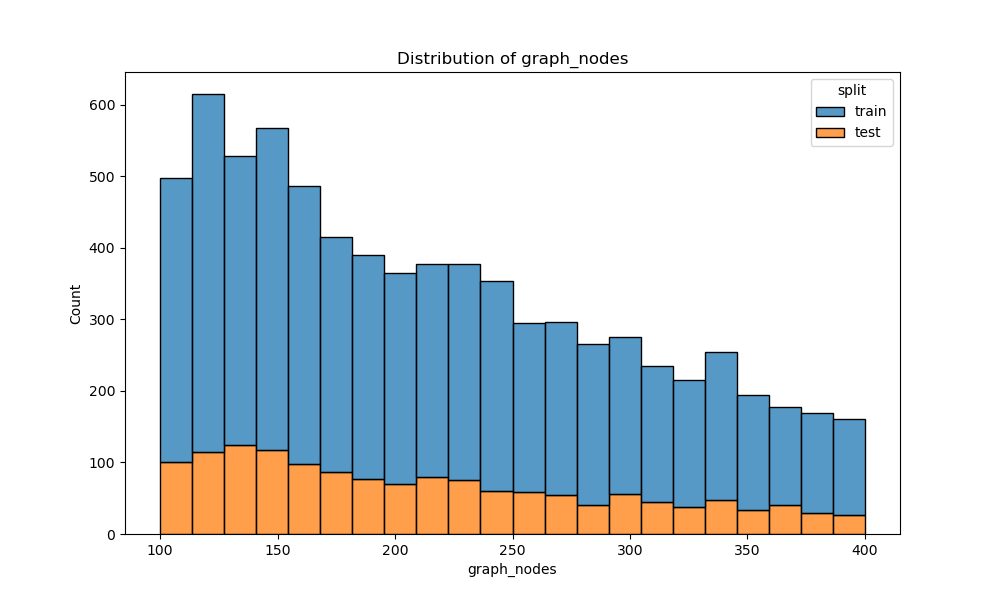 Distribution of graph_nodes
split
train
test
Count
600
500
400
300
200
100
0
100 150 200 250 300 350 400
graph_nodes